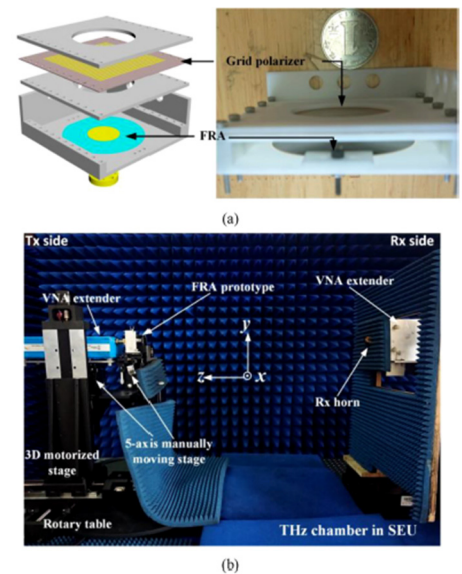 Grid polarizer
FRA
(a)
Tx side
Rx side
VNA extender
FRA prototype
VNA extender
y
z
x
Rx horn
3D motorized
stage
5-axis manually
moving stage
Rotary table
THz chamber in SEU
(b)